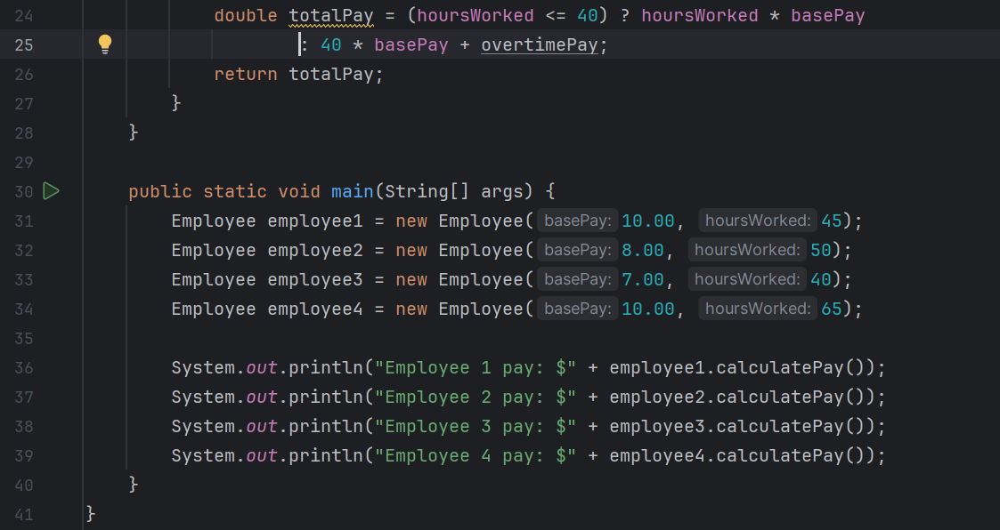 24 double totalPay = (hoursWorked <= 40) ? hoursWorked * basePay
25 : 40 * basePay + overtimePay;
26 return totalPay;
27 }
28 }
29
30 public static void main(String[] args) {
31 Employee employee1 = new Employee( basePay: 10.00, hoursWorked: 45);
32 Employee employee2 = new Employee( basePay: 8.00, hoursWorked: 50);
33 Employee employee3 = new Employee( basePay: 7.00, hoursWorked: 40);
34 Employee employee4 = new Employee( basePay: 10.00, hoursWorked: 65);
35
36 System.out.println("Employee 1 pay: $" + employee1.calculatePay());
37 System.out.println("Employee 2 pay: $" + employee2.calculatePay());
38 System.out.println("Employee 3 pay: $" + employee3.calculatePay());
39 System.out.println("Employee 4 pay: $" + employee4.calculatePay());
40 }
41 }